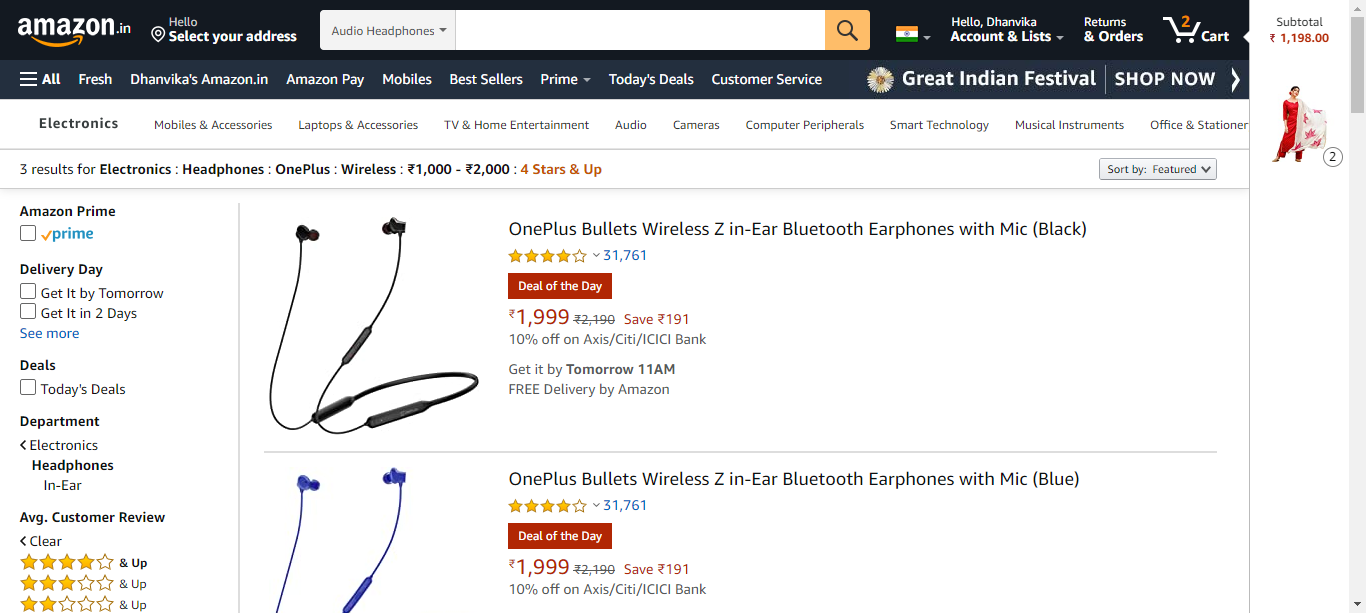 amazon.in
Hello
Select your address
Audio Headphones
Hello, Dhanvika
Account & Lists
Returns
& Orders
2
Cart
Subtotal
₹ 1,198.00
All Fresh Dhanvika's Amazon.in Amazon Pay Mobiles Best Sellers Prime Today's Deals Customer Service
Great Indian Festival SHOP NOW
Electronics Mobiles & Accessories Laptops & Accessories TV & Home Entertainment Audio Cameras Computer Peripherals Smart Technology Musical Instruments Office & Stationer
2
3 results for Electronics : Headphones : OnePlus : Wireless : ₹1,000 - ₹2,000 : 4 Stars & Up
Sort by: Featured
Amazon Prime
prime
Delivery Day
Get It by Tomorrow
Get It in 2 Days
See more
Deals
Today's Deals
Department
Electronics
Headphones
In-Ear
Avg. Customer Review
Clear
& Up
& Up
& Up
OnePlus Bullets Wireless Z in-Ear Bluetooth Earphones with Mic (Black)
31,761
Deal of the Day
₹1,999 ₹2,190 Save ₹191
10% off on Axis/Citi/ICICI Bank
Get it by Tomorrow 11AM
FREE Delivery by Amazon
OnePlus Bullets Wireless Z in-Ear Bluetooth Earphones with Mic (Blue)
31,761
Deal of the Day
₹1,999 ₹2,190 Save ₹191
10% off on Axis/Citi/ICICI Bank